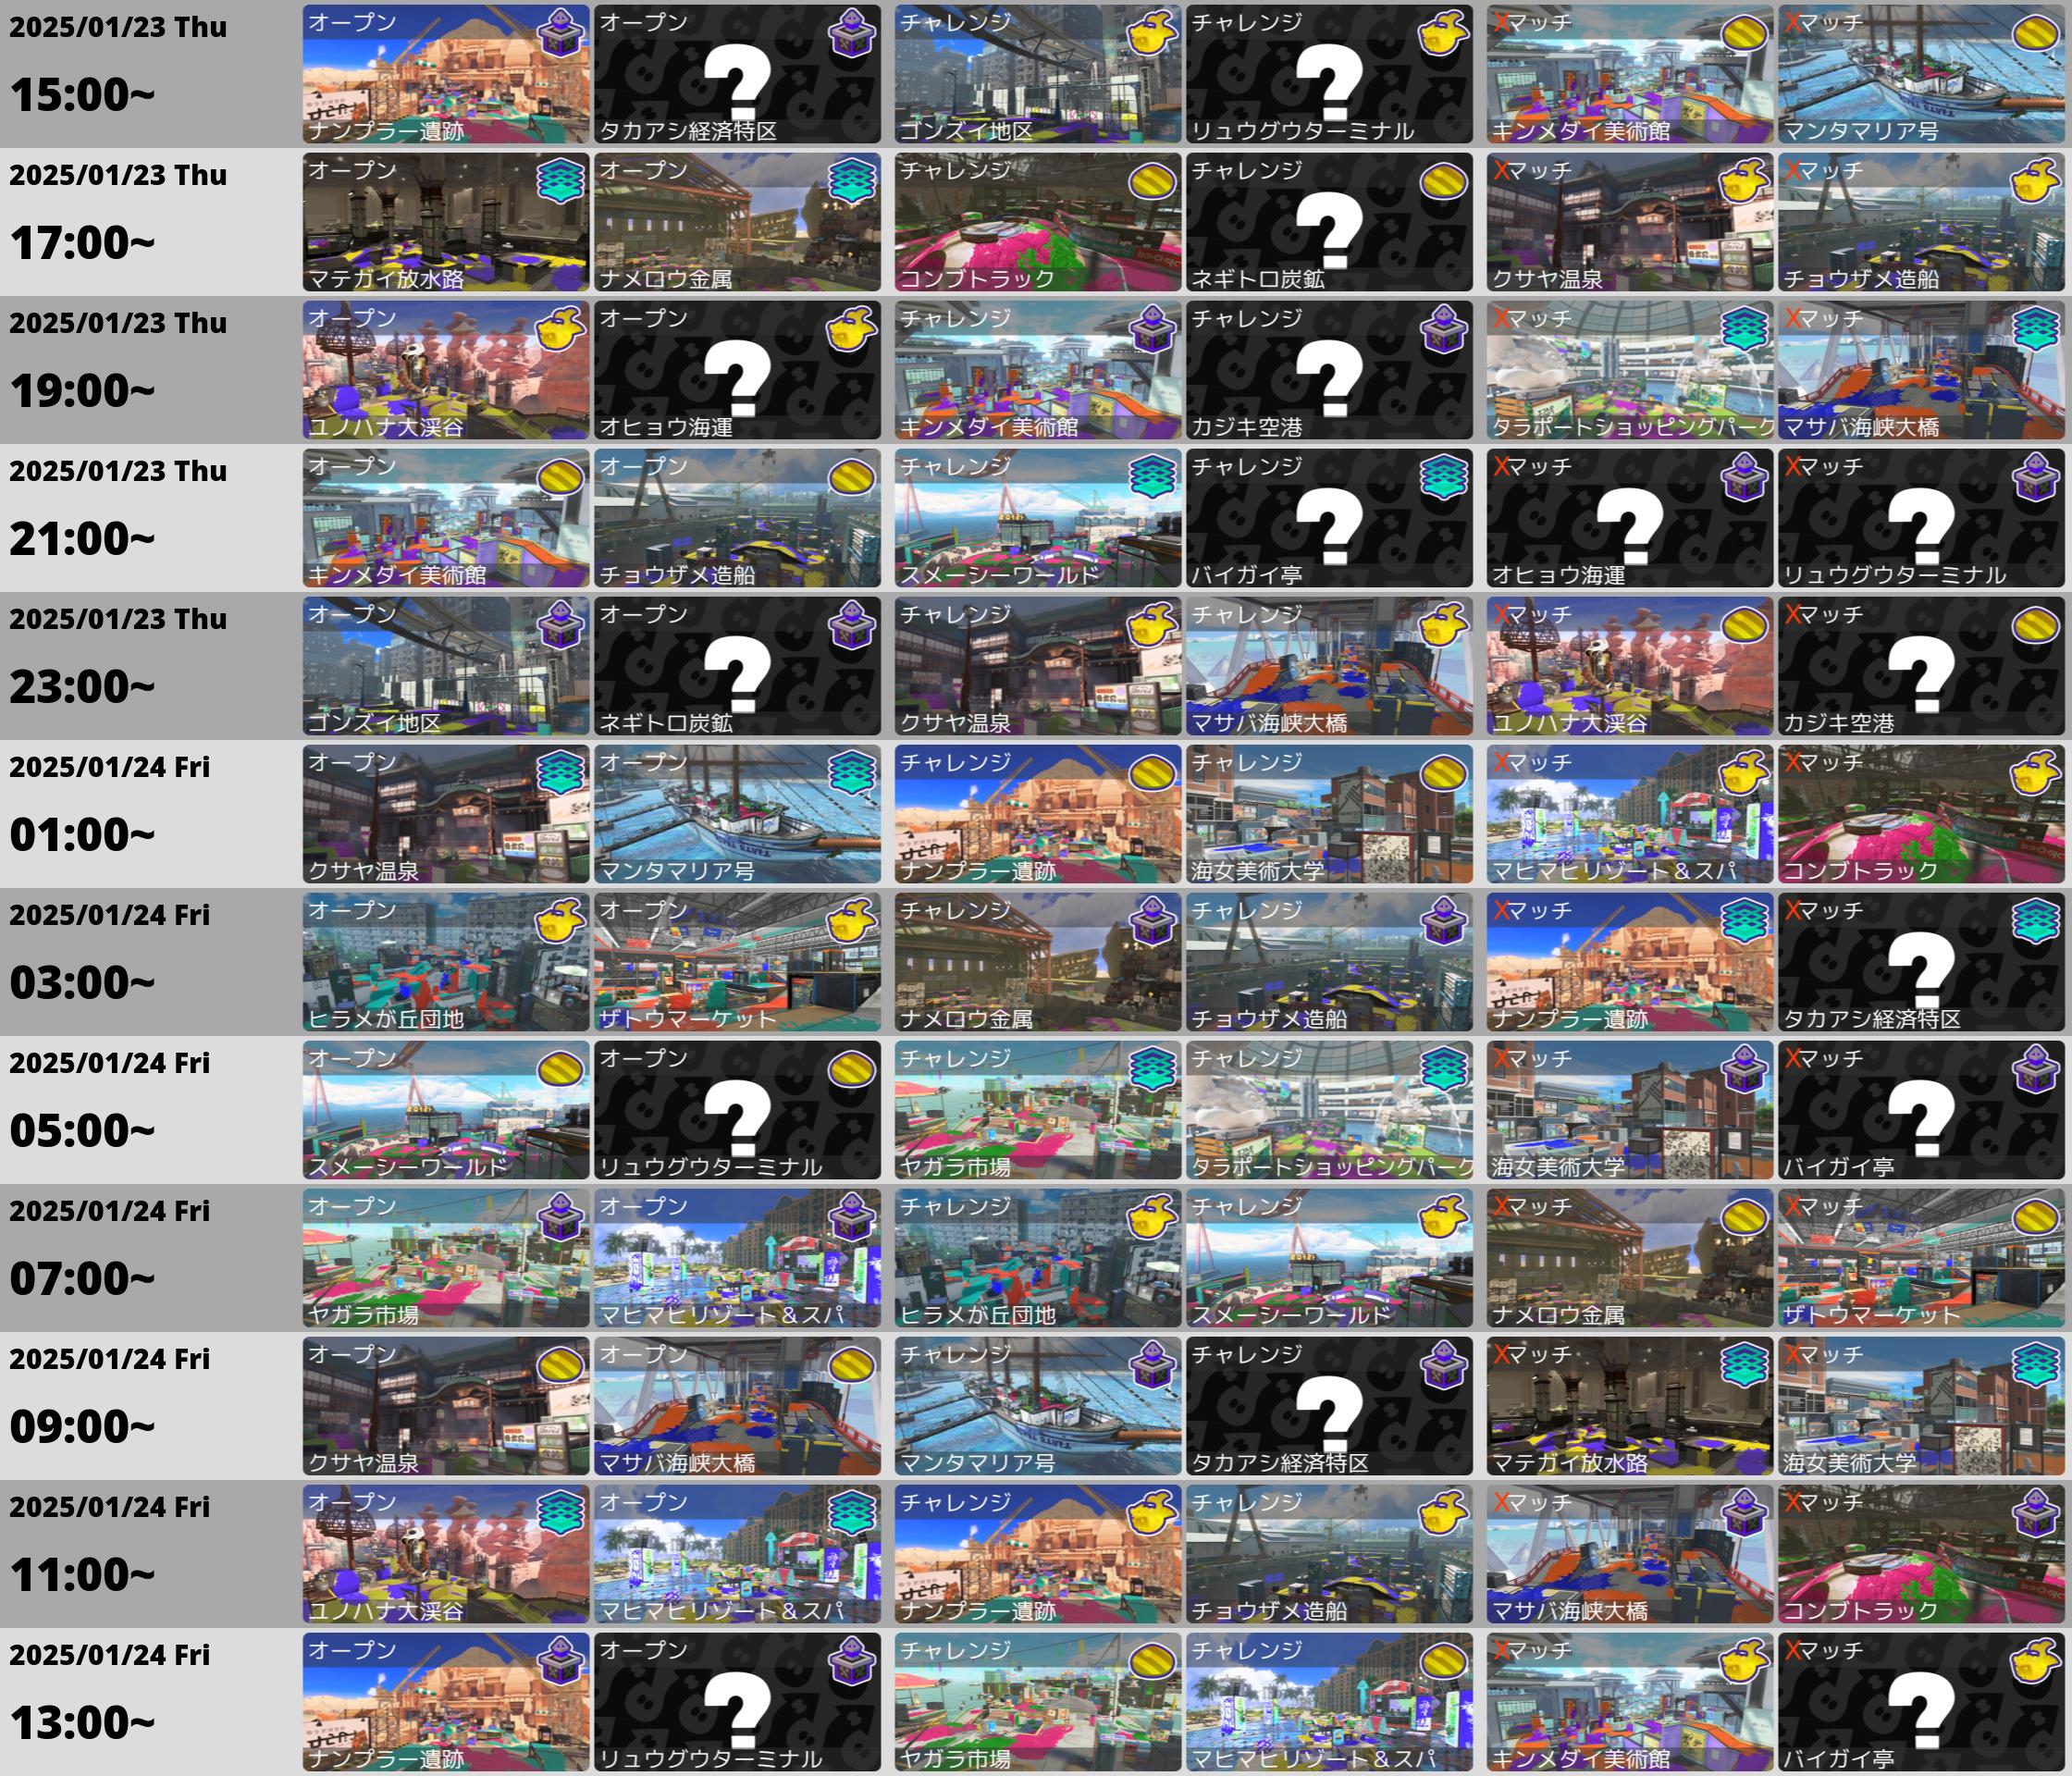 2025/01/23 Thu
15:00~
オープン
ナンプラー遺跡
オープン
タカアシ経済特区
チャレンジ
ゴンズイ地区
チャレンジ
リュウグウターミナル
Xマッチ
キンメダイ美術館
Xマッチ
マンタマリア号
2025/01/23 Thu
17:00~
オープン
マテガイ放水路
オープン
ナメロウ金属
チャレンジ
コンブトラック
チャレンジ
ネギトロ炭鉱
Xマッチ
クサヤ温泉
Xマッチ
チョウザメ造船
2025/01/23 Thu
19:00~
オープン
ユノハナ大渓谷
オープン
オヒョウ海運
チャレンジ
キンメダイ美術館
チャレンジ
カジキ空港
Xマッチ
タラポートショッピングパーク
Xマッチ
マサバ海峡大橋
2025/01/23 Thu
21:00~
オープン
キンメダイ美術館
オープン
チョウザメ造船
チャレンジ
スメーシーワールド
チャレンジ
バイガイ亭
Xマッチ
オヒョウ海運
Xマッチ
リュウグウターミナル
2025/01/23 Thu
23:00~
オープン
ゴンズイ地区
オープン
ネギトロ炭鉱
チャレンジ
クサヤ温泉
チャレンジ
マサバ海峡大橋
Xマッチ
ユノハナ大渓谷
Xマッチ
カジキ空港
2025/01/24 Fri
01:00~
オープン
クサヤ温泉
オープン
マンタマリア号
チャレンジ
ナンプラー遺跡
チャレンジ
海女美術大学
Xマッチ
マヒマヒリゾート＆スパ
Xマッチ
コンブトラック
2025/01/24 Fri
03:00~
オープン
ヒラメが丘団地
オープン
ザトウマーケット
チャレンジ
ナメロウ金属
チャレンジ
チョウザメ造船
Xマッチ
ナンプラー遺跡
Xマッチ
タカアシ経済特区
2025/01/24 Fri
05:00~
オープン
スメーシーワールド
オープン
リュウグウターミナル
チャレンジ
ヤガラ市場
チャレンジ
タラポートショッピングパーク
Xマッチ
海女美術大学
Xマッチ
バイガイ亭
2025/01/24 Fri
07:00~
オープン
ヤガラ市場
オープン
マヒマヒリゾート＆スパ
チャレンジ
ヒラメが丘団地
チャレンジ
スメーシーワールド
Xマッチ
ナメロウ金属
Xマッチ
ザトウマーケット
2025/01/24 Fri
09:00~
オープン
クサヤ温泉
オープン
マサバ海峡大橋
チャレンジ
マンタマリア号
チャレンジ
タカアシ経済特区
Xマッチ
マテガイ放水路
Xマッチ
海女美術大学
2025/01/24 Fri
11:00~
オープン
ユノハナ大渓谷
オープン
マヒマヒリゾート＆スパ
チャレンジ
ナンプラー遺跡
チャレンジ
チョウザメ造船
Xマッチ
マサバ海峡大橋
Xマッチ
コンブトラック
2025/01/24 Fri
13:00~
オープン
ナンプラー遺跡
オープン
リュウグウターミナル
チャレンジ
ヤガラ市場
チャレンジ
マヒマヒリゾート＆スパ
Xマッチ
キンメダイ美術館
Xマッチ
バイガイ亭